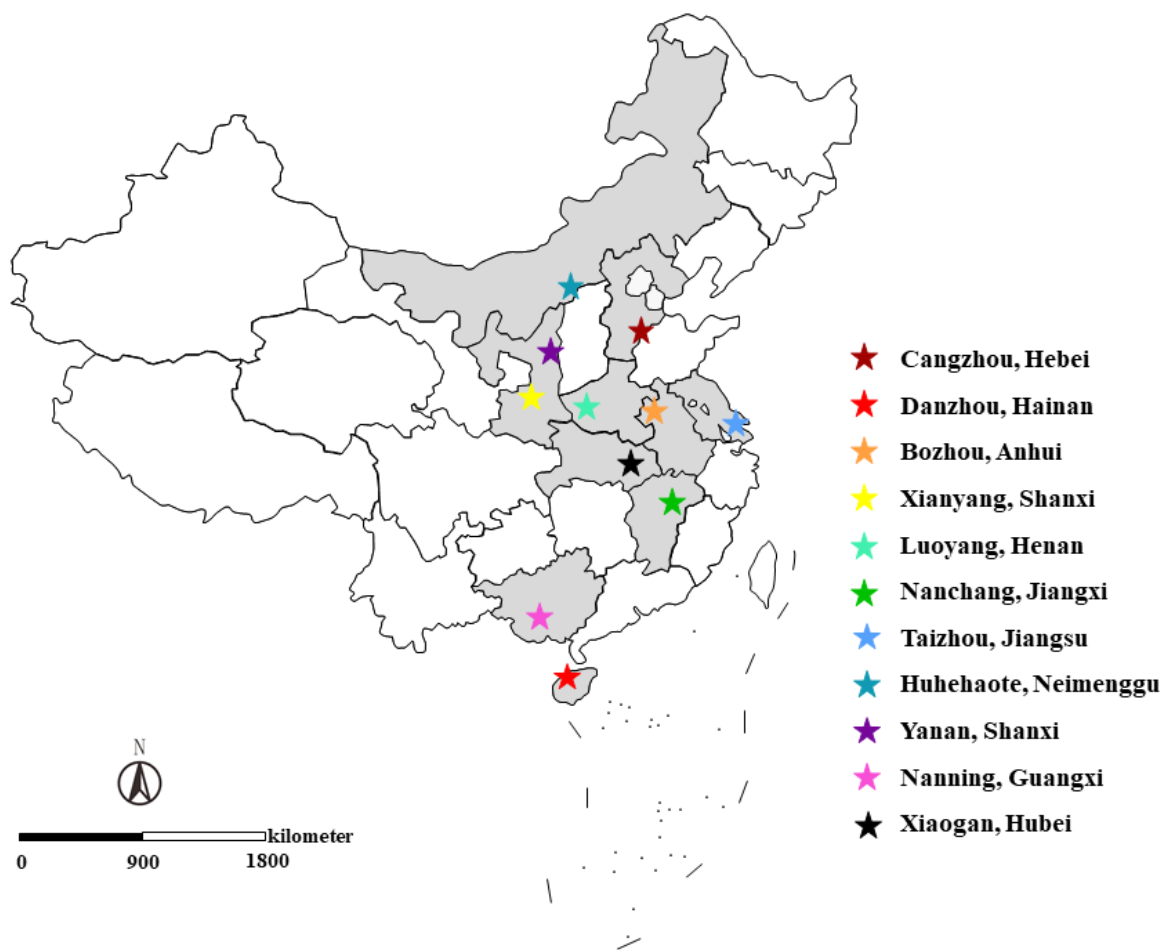 Cangzhou, Hebei
Danzhou, Hainan
Bozhou, Anhui
Xianyang, Shanxi
Luoyang, Henan
Nanchang, Jiangxi
Taizhou, Jiangsu
Huhehaote, Neimenggu
Yanan, Shanxi
Nanning, Guangxi
Xiaogan, Hubei
N
kilometer
0 900 1800